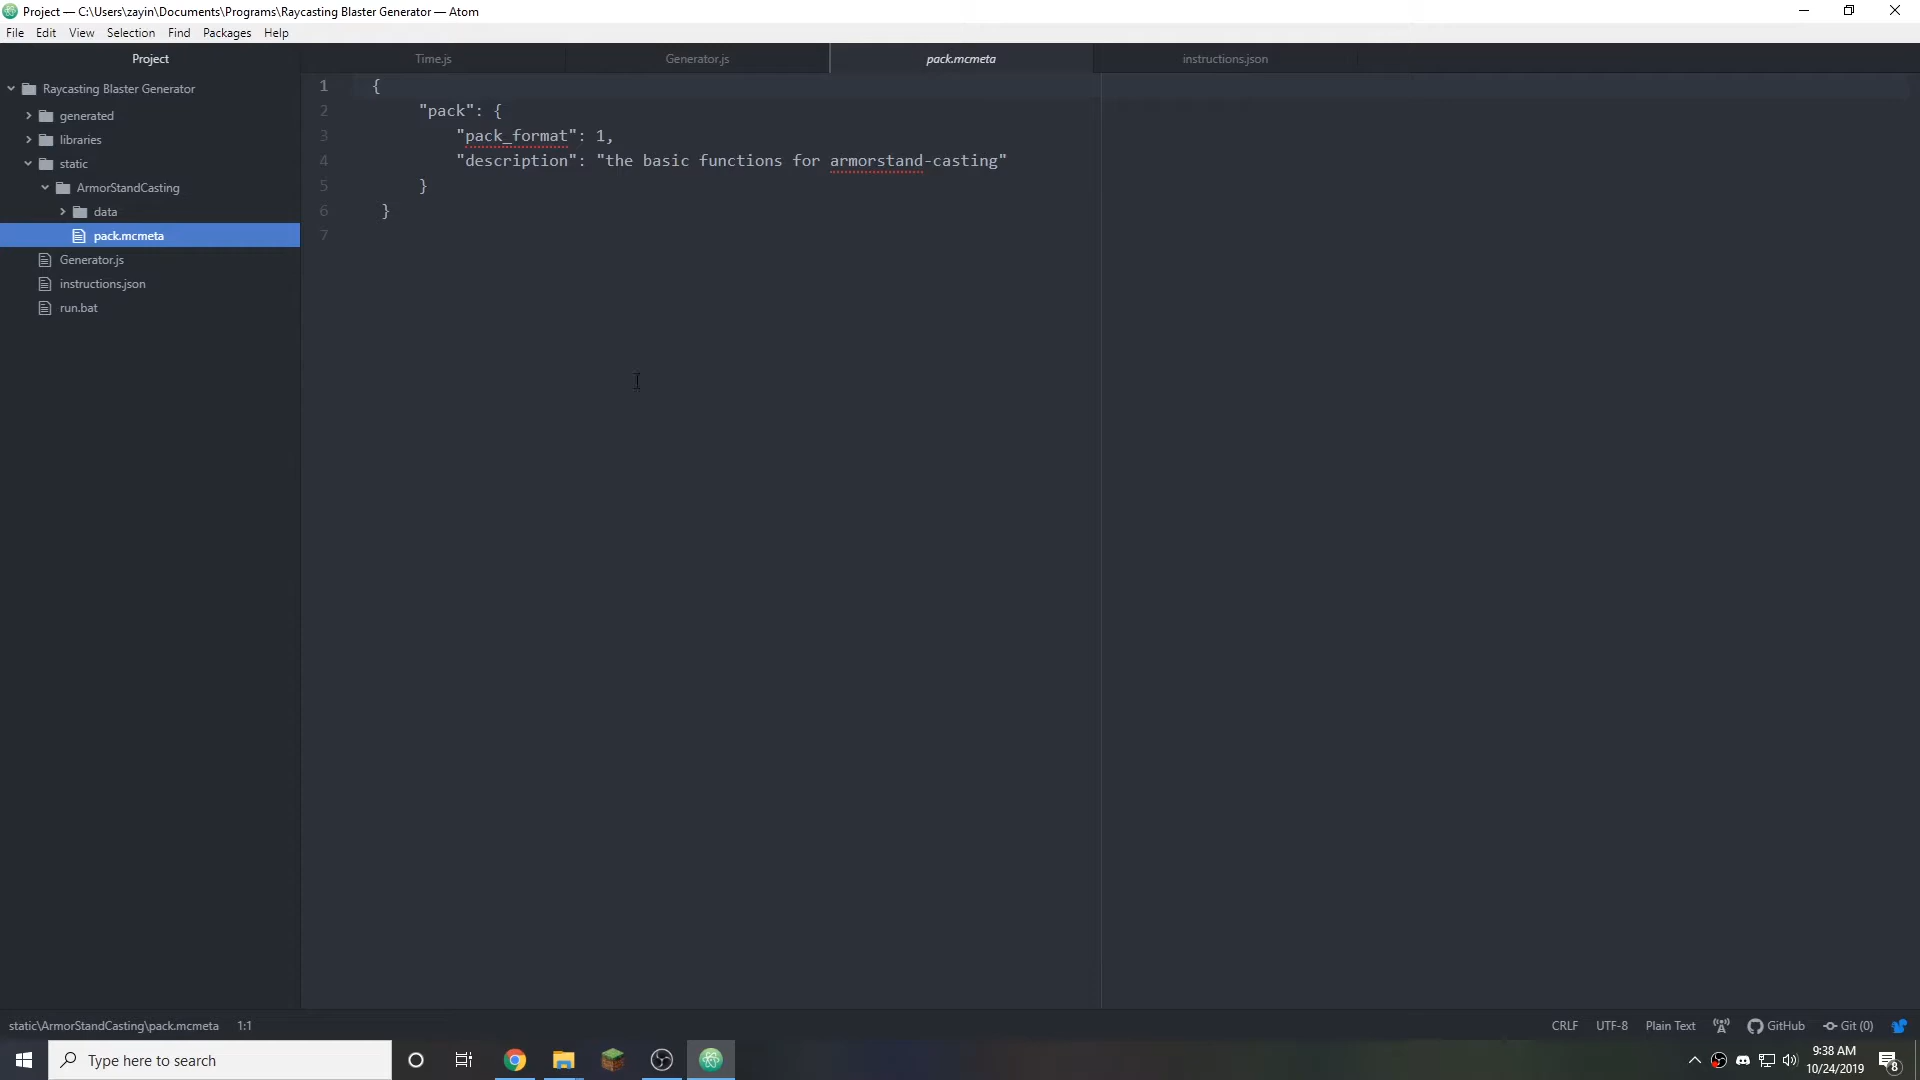 Project — C:\Users\zayin\Documents\Programs\Raycasting Blaster Generator — Atom
File Edit View Selection Find Packages Help
Project
Time.js
Generator.js
pack.mcmeta
instructions.json
Raycasting Blaster Generator
generated
libraries
static
ArmorStandCasting
data
pack.mcmeta
Generator.js
instructions.json
run.bat
1 {
2 "pack": {
3 "pack_format": 1,
4 "description": "the basic functions for armorstand-casting"
5 }
6 }
7
static\ArmorStandCasting\pack.mcmeta 1:1
CRLF UTF-8 Plain Text GitHub Git (0)
Type here to search
9:38 AM
10/24/2019
8